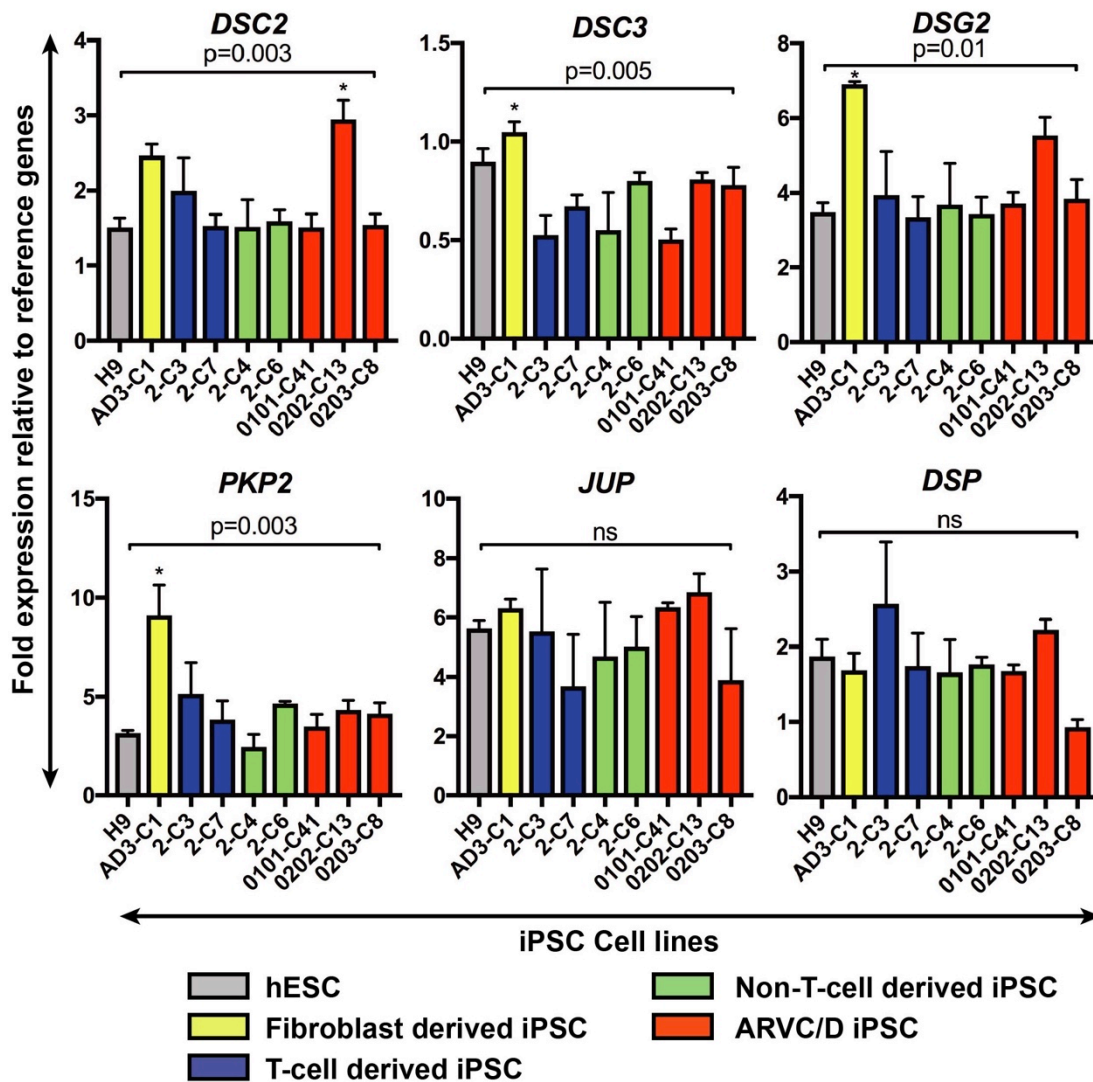 Fold expression relative to reference genes
DSC2
4
3
2
1
0
p=0.003
*
H9
AD3-C1
2-C3
2-C7
2-C4
2-C6
0101-C41
0202-C13
0203-C8
DSC3
1.5
1.0
0.5
0.0
p=0.005
*
H9
AD3-C1
2-C3
2-C7
2-C4
2-C6
0101-C41
0202-C13
0203-C8
DSG2
8
6
4
2
0
p=0.01
*
H9
AD3-C1
2-C3
2-C7
2-C4
2-C6
0101-C41
0202-C13
0203-C8
PKP2
15
10
5
0
p=0.003
*
H9
AD3-C1
2-C3
2-C7
2-C4
2-C6
0101-C41
0202-C13
0203-C8
JUP
10
8
6
4
2
0
ns
H9
AD3-C1
2-C3
2-C7
2-C4
2-C6
0101-C41
0202-C13
0203-C8
DSP
4
3
2
1
0
ns
H9
AD3-C1
2-C3
2-C7
2-C4
2-C6
0101-C41
0202-C13
0203-C8
iPSC Cell lines
hESC
Fibroblast derived iPSC
T-cell derived iPSC
Non-T-cell derived iPSC
ARVC/D iPSC